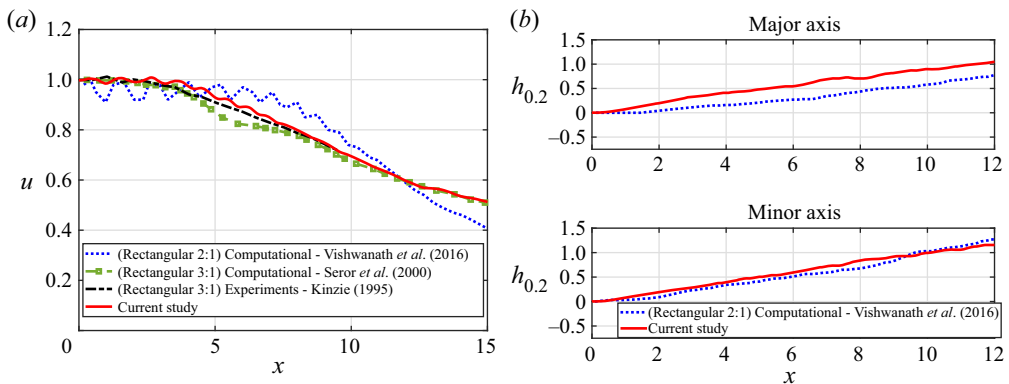 (a)
1.2
1.0
0.8
0.6
0.4
0.2
u
(Rectangular 2:1) Computational - Vishwanath et al. (2016)
(Rectangular 3:1) Computational - Seror et al. (2000)
(Rectangular 3:1) Experiments - Kinzie (1995)
Current study
0 5 10 15
x
(b)
Major axis
1.5
1.0
0.5
0
–0.5
h0.2
0 2 4 6 8 10 12
Minor axis
1.5
1.0
0.5
0
–0.5
h0.2
(Rectangular 2:1) Computational - Vishwanath et al. (2016)
Current study
0 2 4 6 8 10 12
x